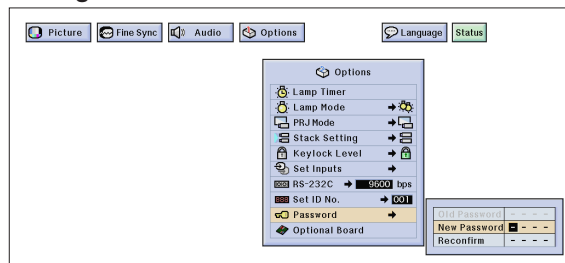 Picture Fine Sync Audio Options Language Status
Options
Lamp Timer
Lamp Mode
PRJ Mode
Stack Setting
Keylock Level
Set Inputs
RS-232C 9600 bps
Set ID No. 001
Password
Optional Board
Old Password - - - -
New Password - - - -
Reconfirm - - - -